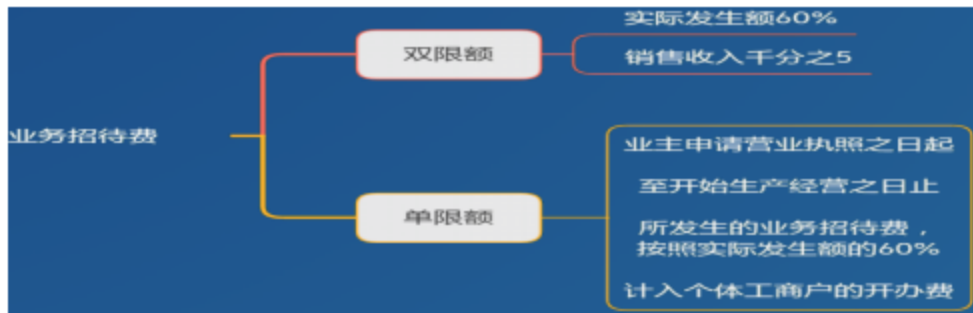 实际发生额60%
双限额
销售收入千分之5
业务招待费
业主申请营业执照之日起
至开始生产经营之日止
单限额
所发生的业务招待费，
按照实际发生额的60%
计入个体工商户的开办费